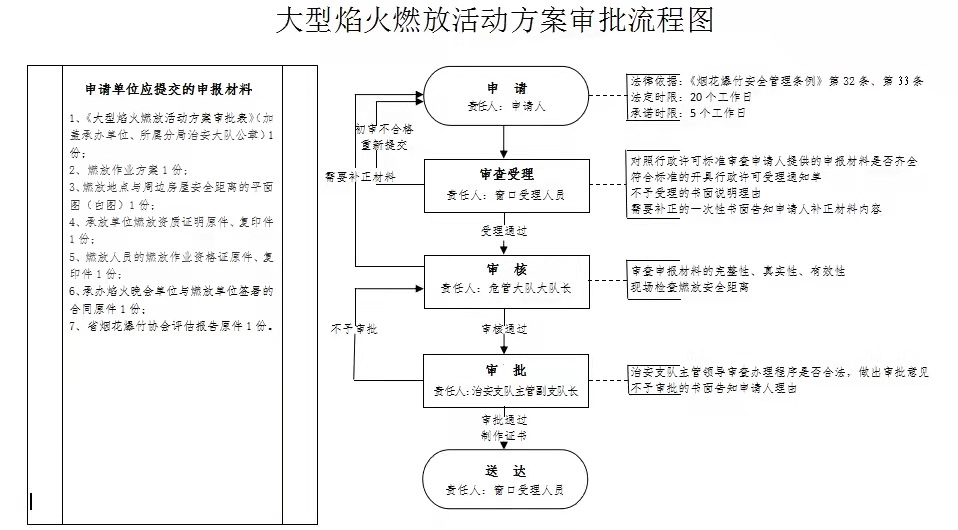 大型焰火燃放活动方案审批流程图
申请单位应提交的申报材料
1、《大型焰火燃放活动方案审批表》（加
盖承办单位、所属分局治安大队公章）1
份；
2、燃放作业方案1份；
3、燃放地点与周边房屋安全距离的平面
图（白图）1份；
4、承放单位燃放资质证明原件、复印件
1份；
5、燃放人员的燃放作业资格证原件、复
印件1份；
6、承办焰火晚会单位与燃放单位签署的
合同原件1份；
7、省烟花爆竹协会评估报告原件1份。
申 请
责任人：申请人
法律依据：《烟花爆竹安全管理条例》第32条、第33条
法定时限：20个工作日
承诺时限：5个工作日
初审不合格
重新提交
需要补正材料
审查受理
责任人：窗口受理人员
对照行政许可标准审查申请人提供的申报材料是否齐全
符合标准的开具行政许可受理通知单
不予受理的书面说明理由
需要补正的一次性书面告知申请人补正材料内容
受理通过
审 核
责任人：危管大队大队长
审查申报材料的完整性、真实性、有效性
现场检查燃放安全距离
不予审批
审核通过
审 批
责任人:治安支队主管副支队长
治安支队主管领导审查办理程序是否合法，做出审批意见
不予审批的书面告知申请人理由
审批通过
制作证书
送 达
责任人：窗口受理人员